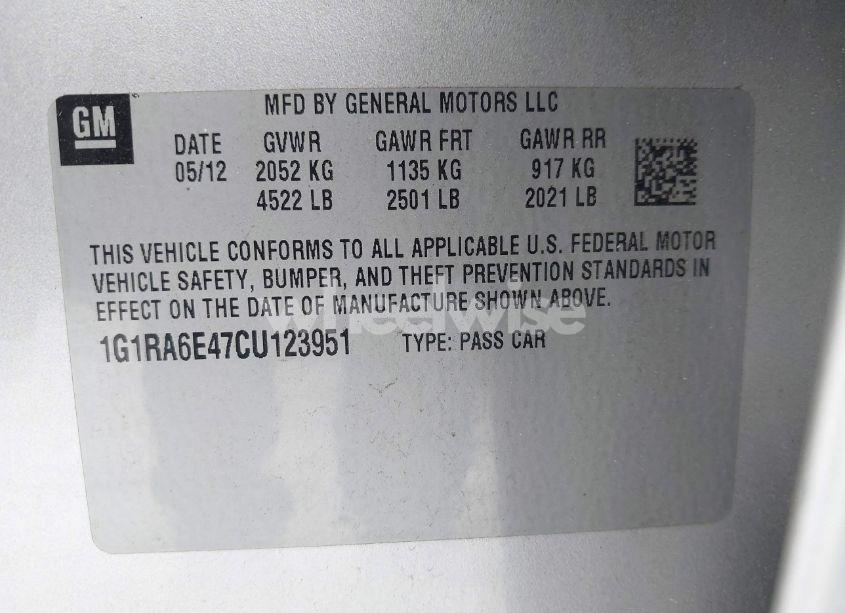 GM
MFD BY GENERAL MOTORS LLC
DATE GVWR GAWR FRT GAWR RR
05/12 2052 KG 1135 KG 917 KG
4522 LB 2501 LB 2021 LB
THIS VEHICLE CONFORMS TO ALL APPLICABLE U.S. FEDERAL MOTOR
VEHICLE SAFETY, BUMPER, AND THEFT PREVENTION STANDARDS IN
EFFECT ON THE DATE OF MANUFACTURE SHOWN ABOVE.
wheelwise
1G1RA6E47CU123951 TYPE: PASS CAR